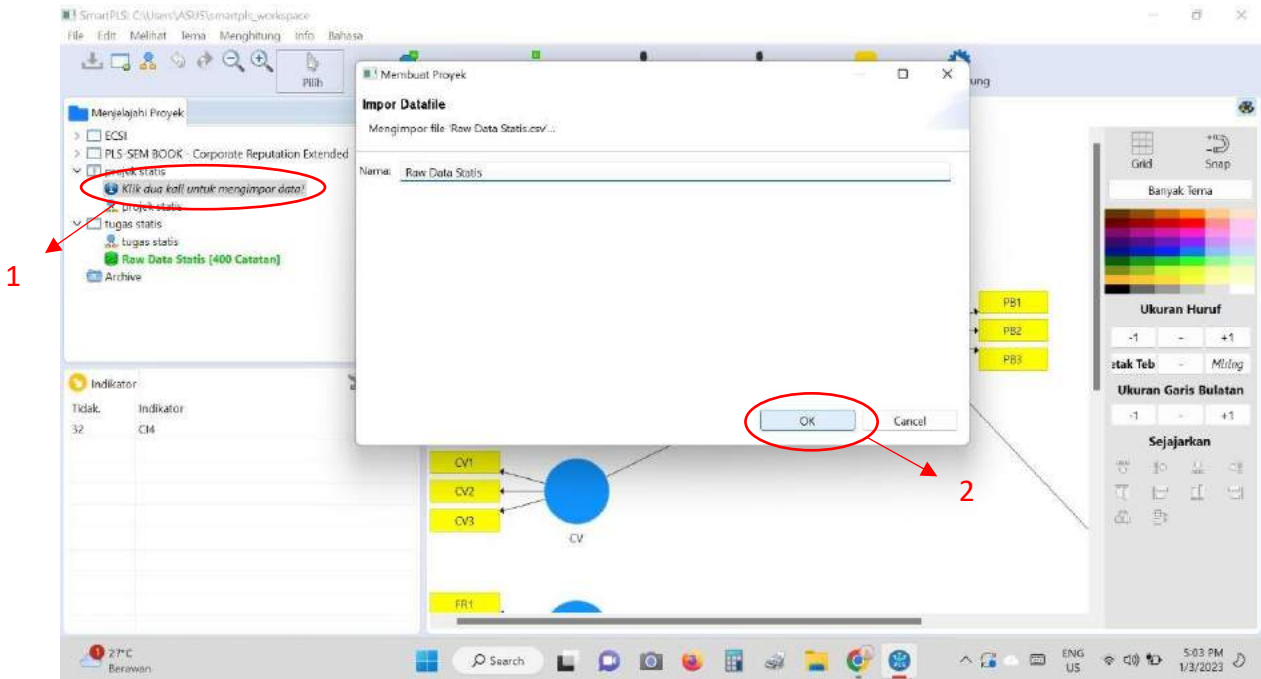 SmartPLS: C:\Users\ASUS\smartpls_workspace
File Edit Melihat Tema Menghitung Info Bahasa
Pilih
ung
Menjelajahi Proyek
ECSI
PLS-SEM BOOK - Corporate Reputation Extended
projek statis
Klik dua kali untuk mengimpor data!
projek statis
tugas statis
tugas statis
Raw Data Statis [400 Catatan]
Archive
1
Membuat Proyek
Impor Datafile
Mengimpor file 'Raw Data Statis.csv'...
Nama: Raw Data Statis
OK Cancel
2
Indikator
Tidak. Indikator
32 CI4
CV1
CV2
CV3
CV
FR1
PB1
PB2
PB3
Grid Snap
Banyak Tema
Ukuran Huruf
-1 - +1
etak Teb - Miring
Ukuran Garis Bulatan
-1 - +1
Sejajarkan
1
27°C
Berawan
Search
ENG
US
5:03 PM
1/3/2023